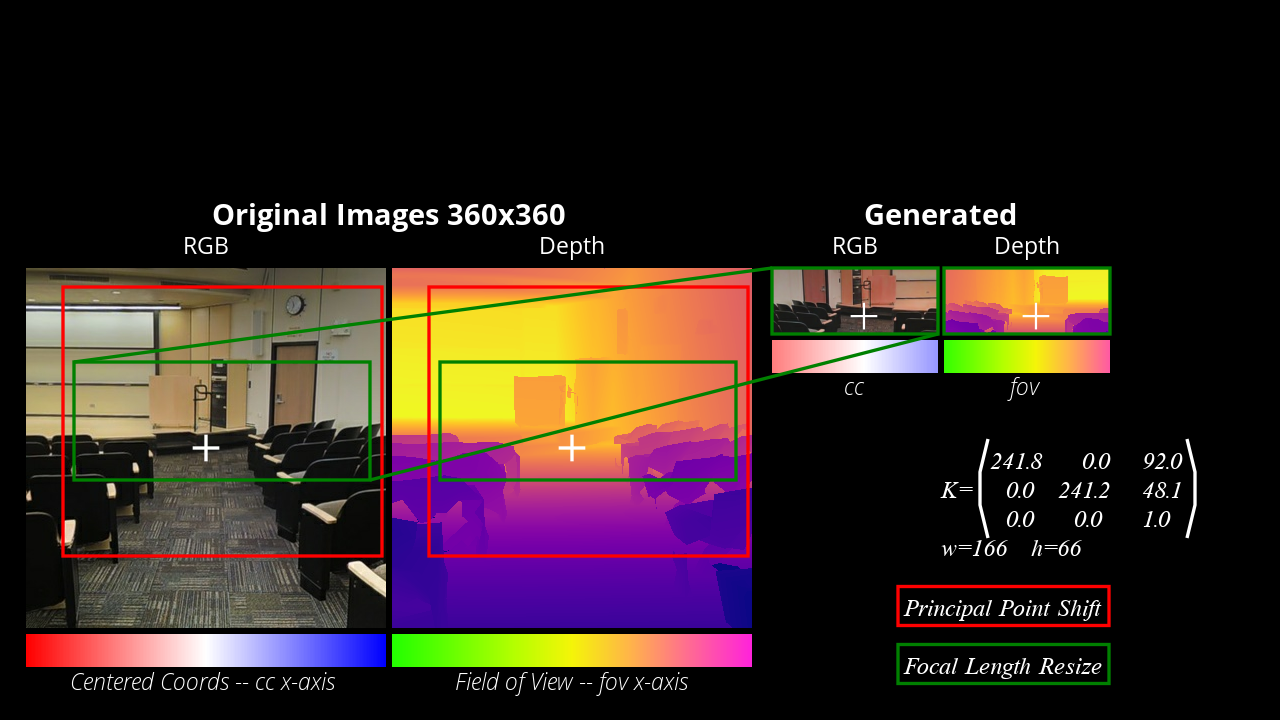 Original Images 360x360
Generated
RGB
Depth
RGB
Depth
cc
fov
K=
241.8 0.0 92.0
0.0 241.2 48.1
0.0 0.0 1.0
w=166 h=66
Principal Point Shift
Focal Length Resize
Centered Coords -- cc x-axis
Field of View -- fov x-axis